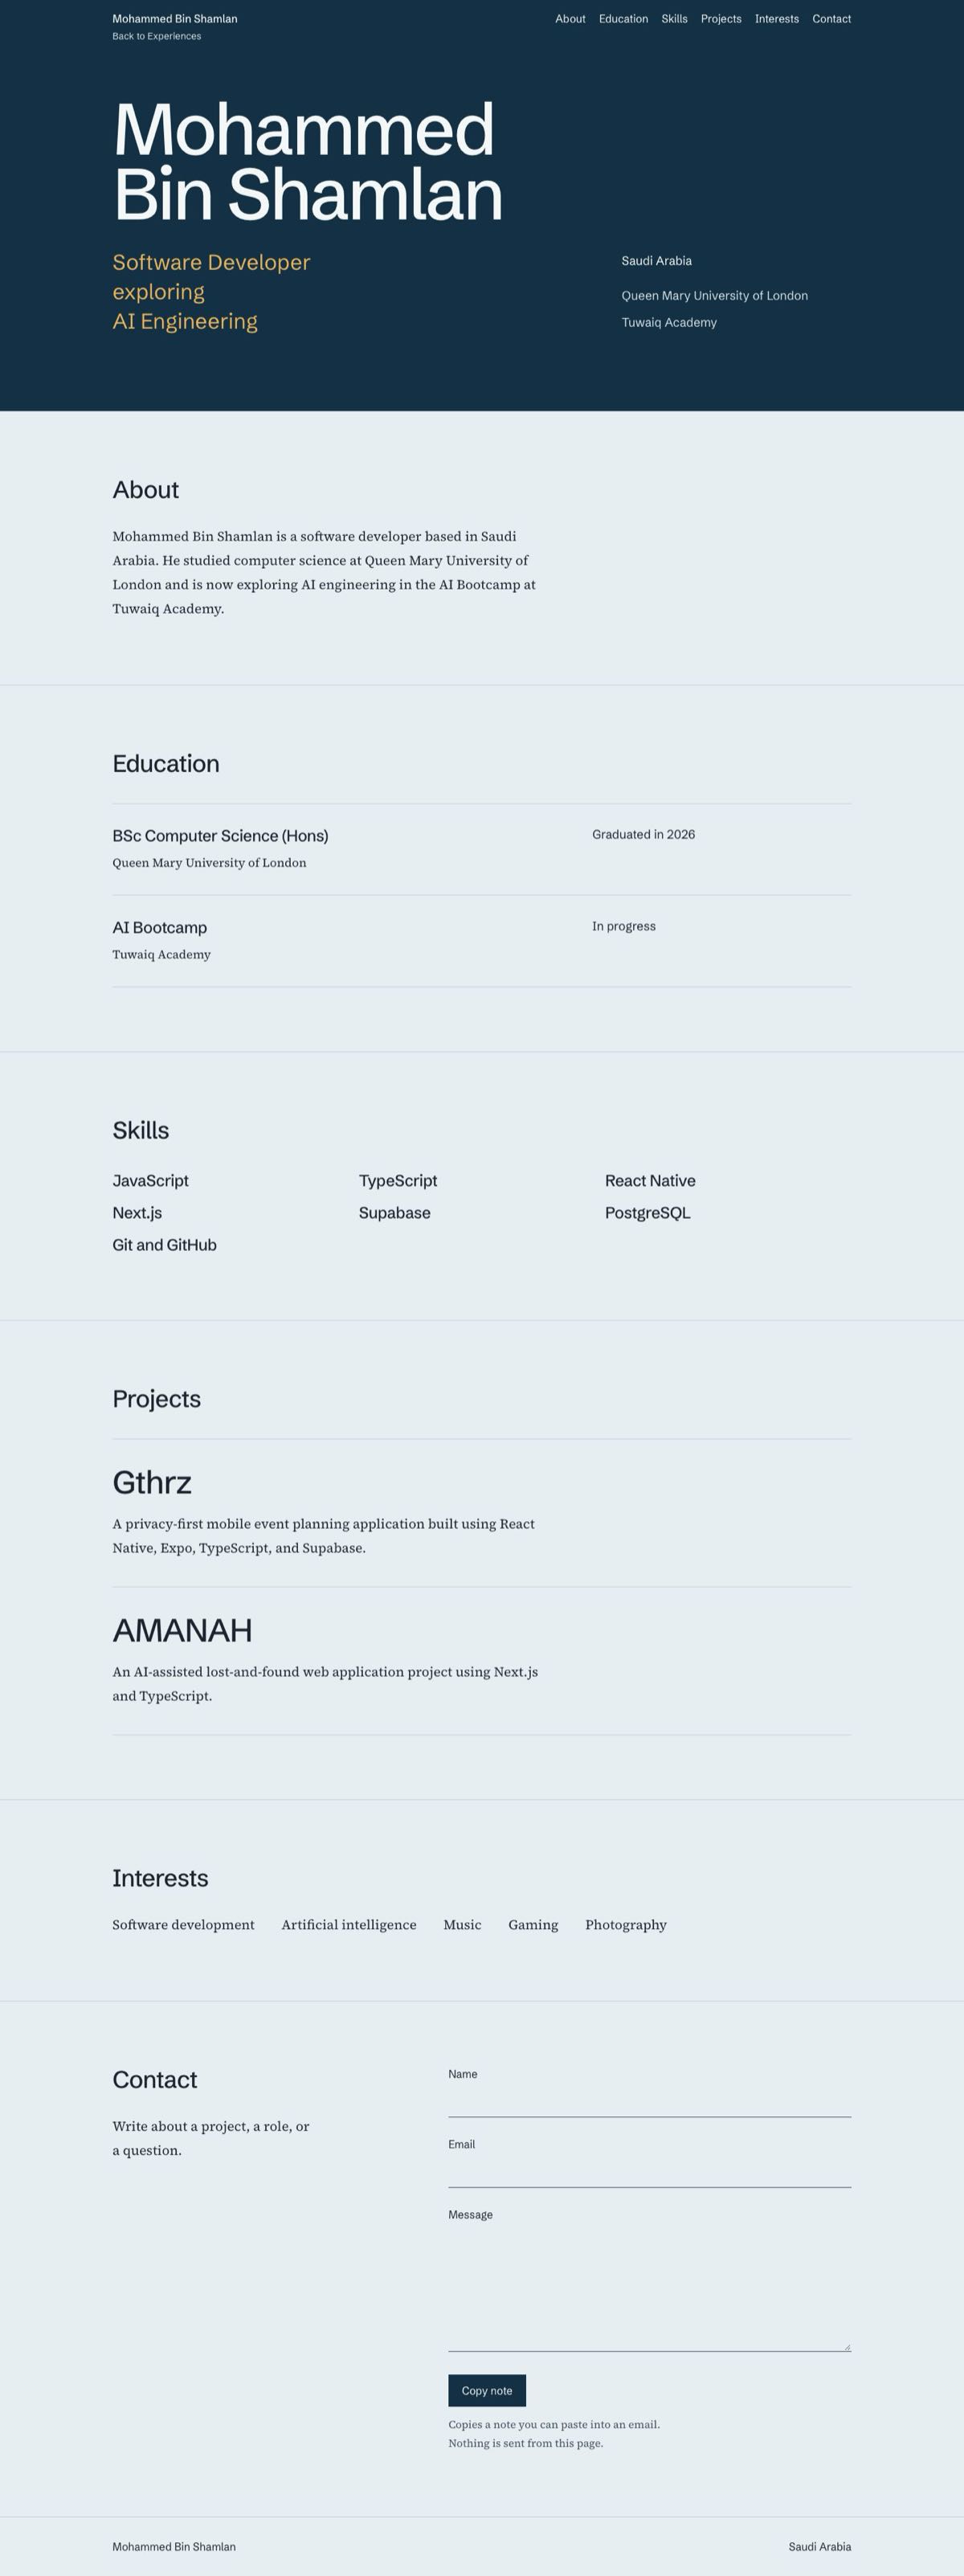 Mohammed Bin Shamlan
Back to Experiences
About Education Skills Projects Interests Contact
Mohammed
Bin Shamlan
Software Developer
exploring
AI Engineering
Saudi Arabia
Queen Mary University of London
Tuwaiq Academy
About
Mohammed Bin Shamlan is a software developer based in Saudi
Arabia. He studied computer science at Queen Mary University of
London and is now exploring AI engineering in the AI Bootcamp at
Tuwaiq Academy.
Education
BSc Computer Science (Hons)
Graduated in 2026
Queen Mary University of London
AI Bootcamp
In progress
Tuwaiq Academy
Skills
JavaScript TypeScript React Native
Next.js Supabase PostgreSQL
Git and GitHub
Projects
Gthrz
A privacy-first mobile event planning application built using React
Native, Expo, TypeScript, and Supabase.
AMANAH
An AI-assisted lost-and-found web application project using Next.js
and TypeScript.
Interests
Software development Artificial intelligence Music Gaming Photography
Contact
Write about a project, a role, or
a question.
Name
Email
Message
Copy note
Copies a note you can paste into an email.
Nothing is sent from this page.
Mohammed Bin Shamlan
Saudi Arabia